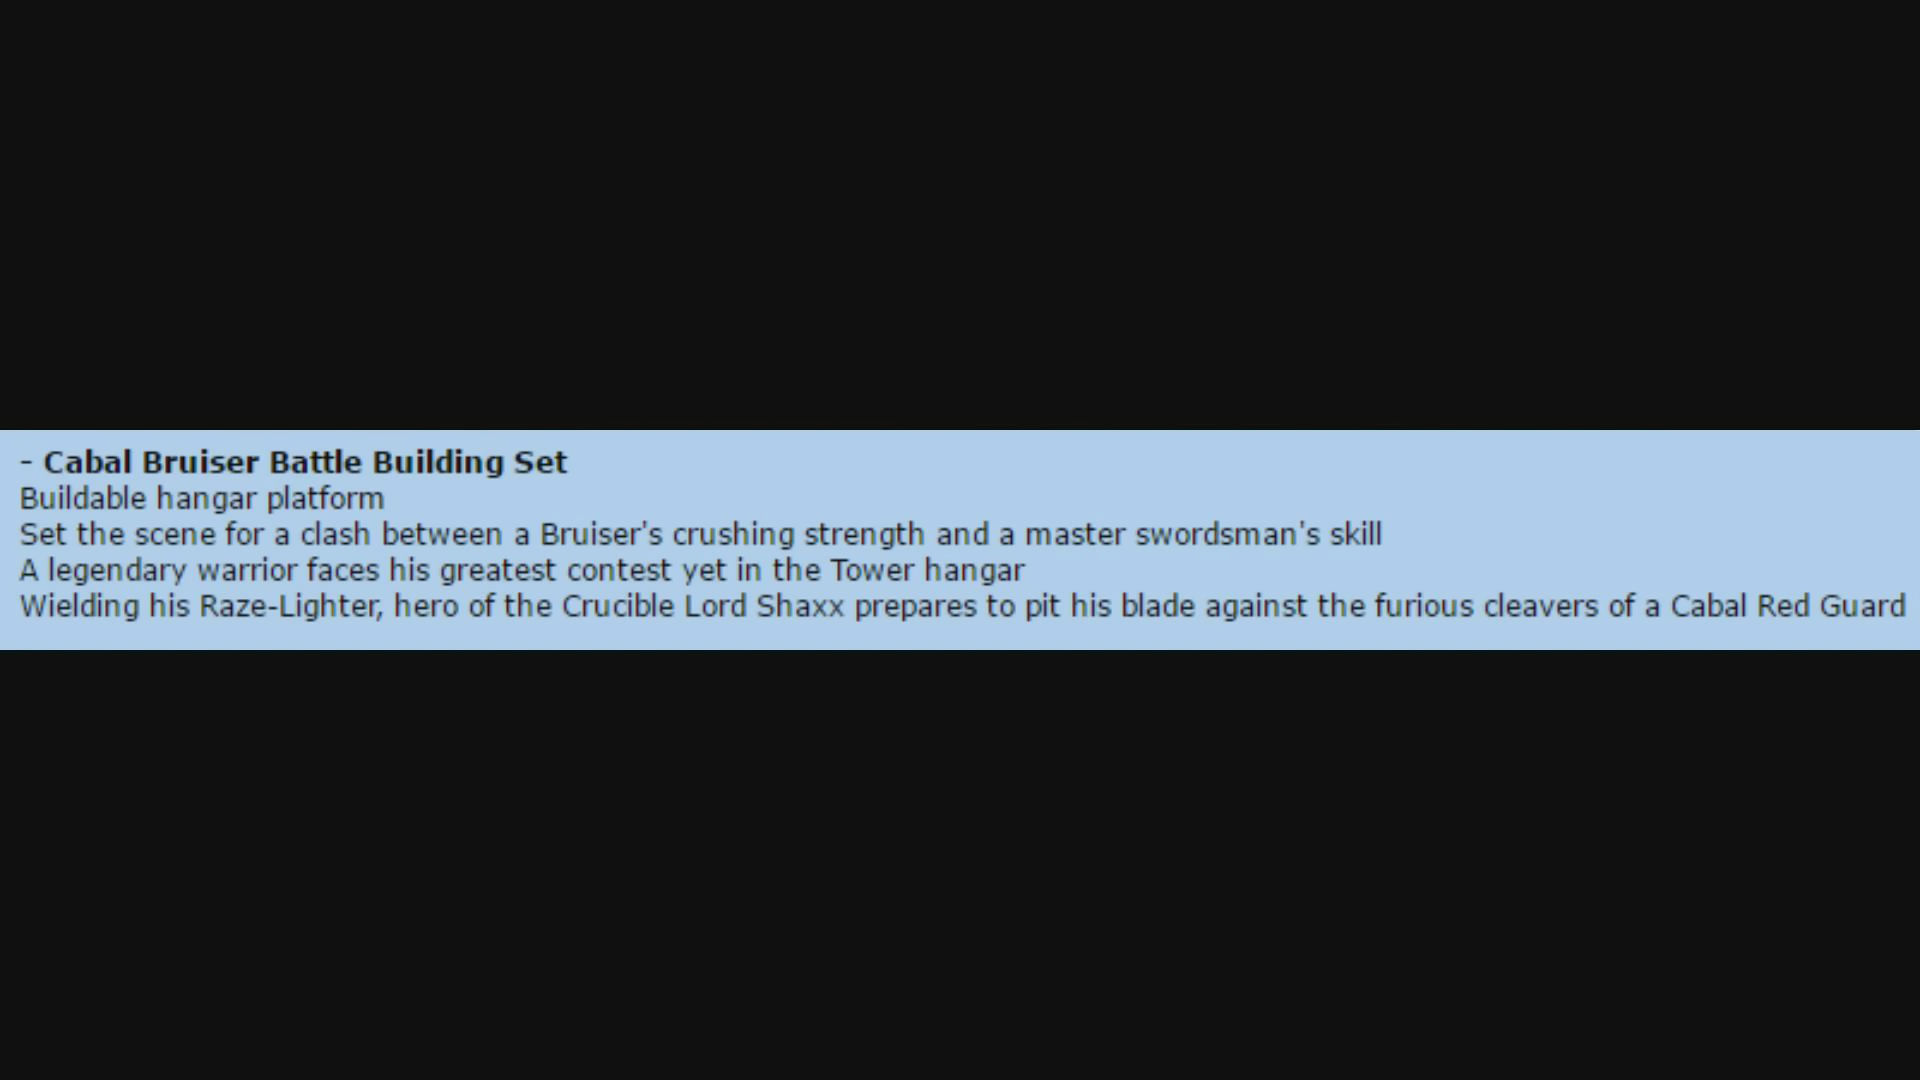 - Cabal Bruiser Battle Building Set
Buildable hangar platform
Set the scene for a clash between a Bruiser's crushing strength and a master swordsman's skill
A legendary warrior faces his greatest contest yet in the Tower hangar
Wielding his Raze-Lighter, hero of the Crucible Lord Shaxx prepares to pit his blade against the furious cleavers of a Cabal Red Guard